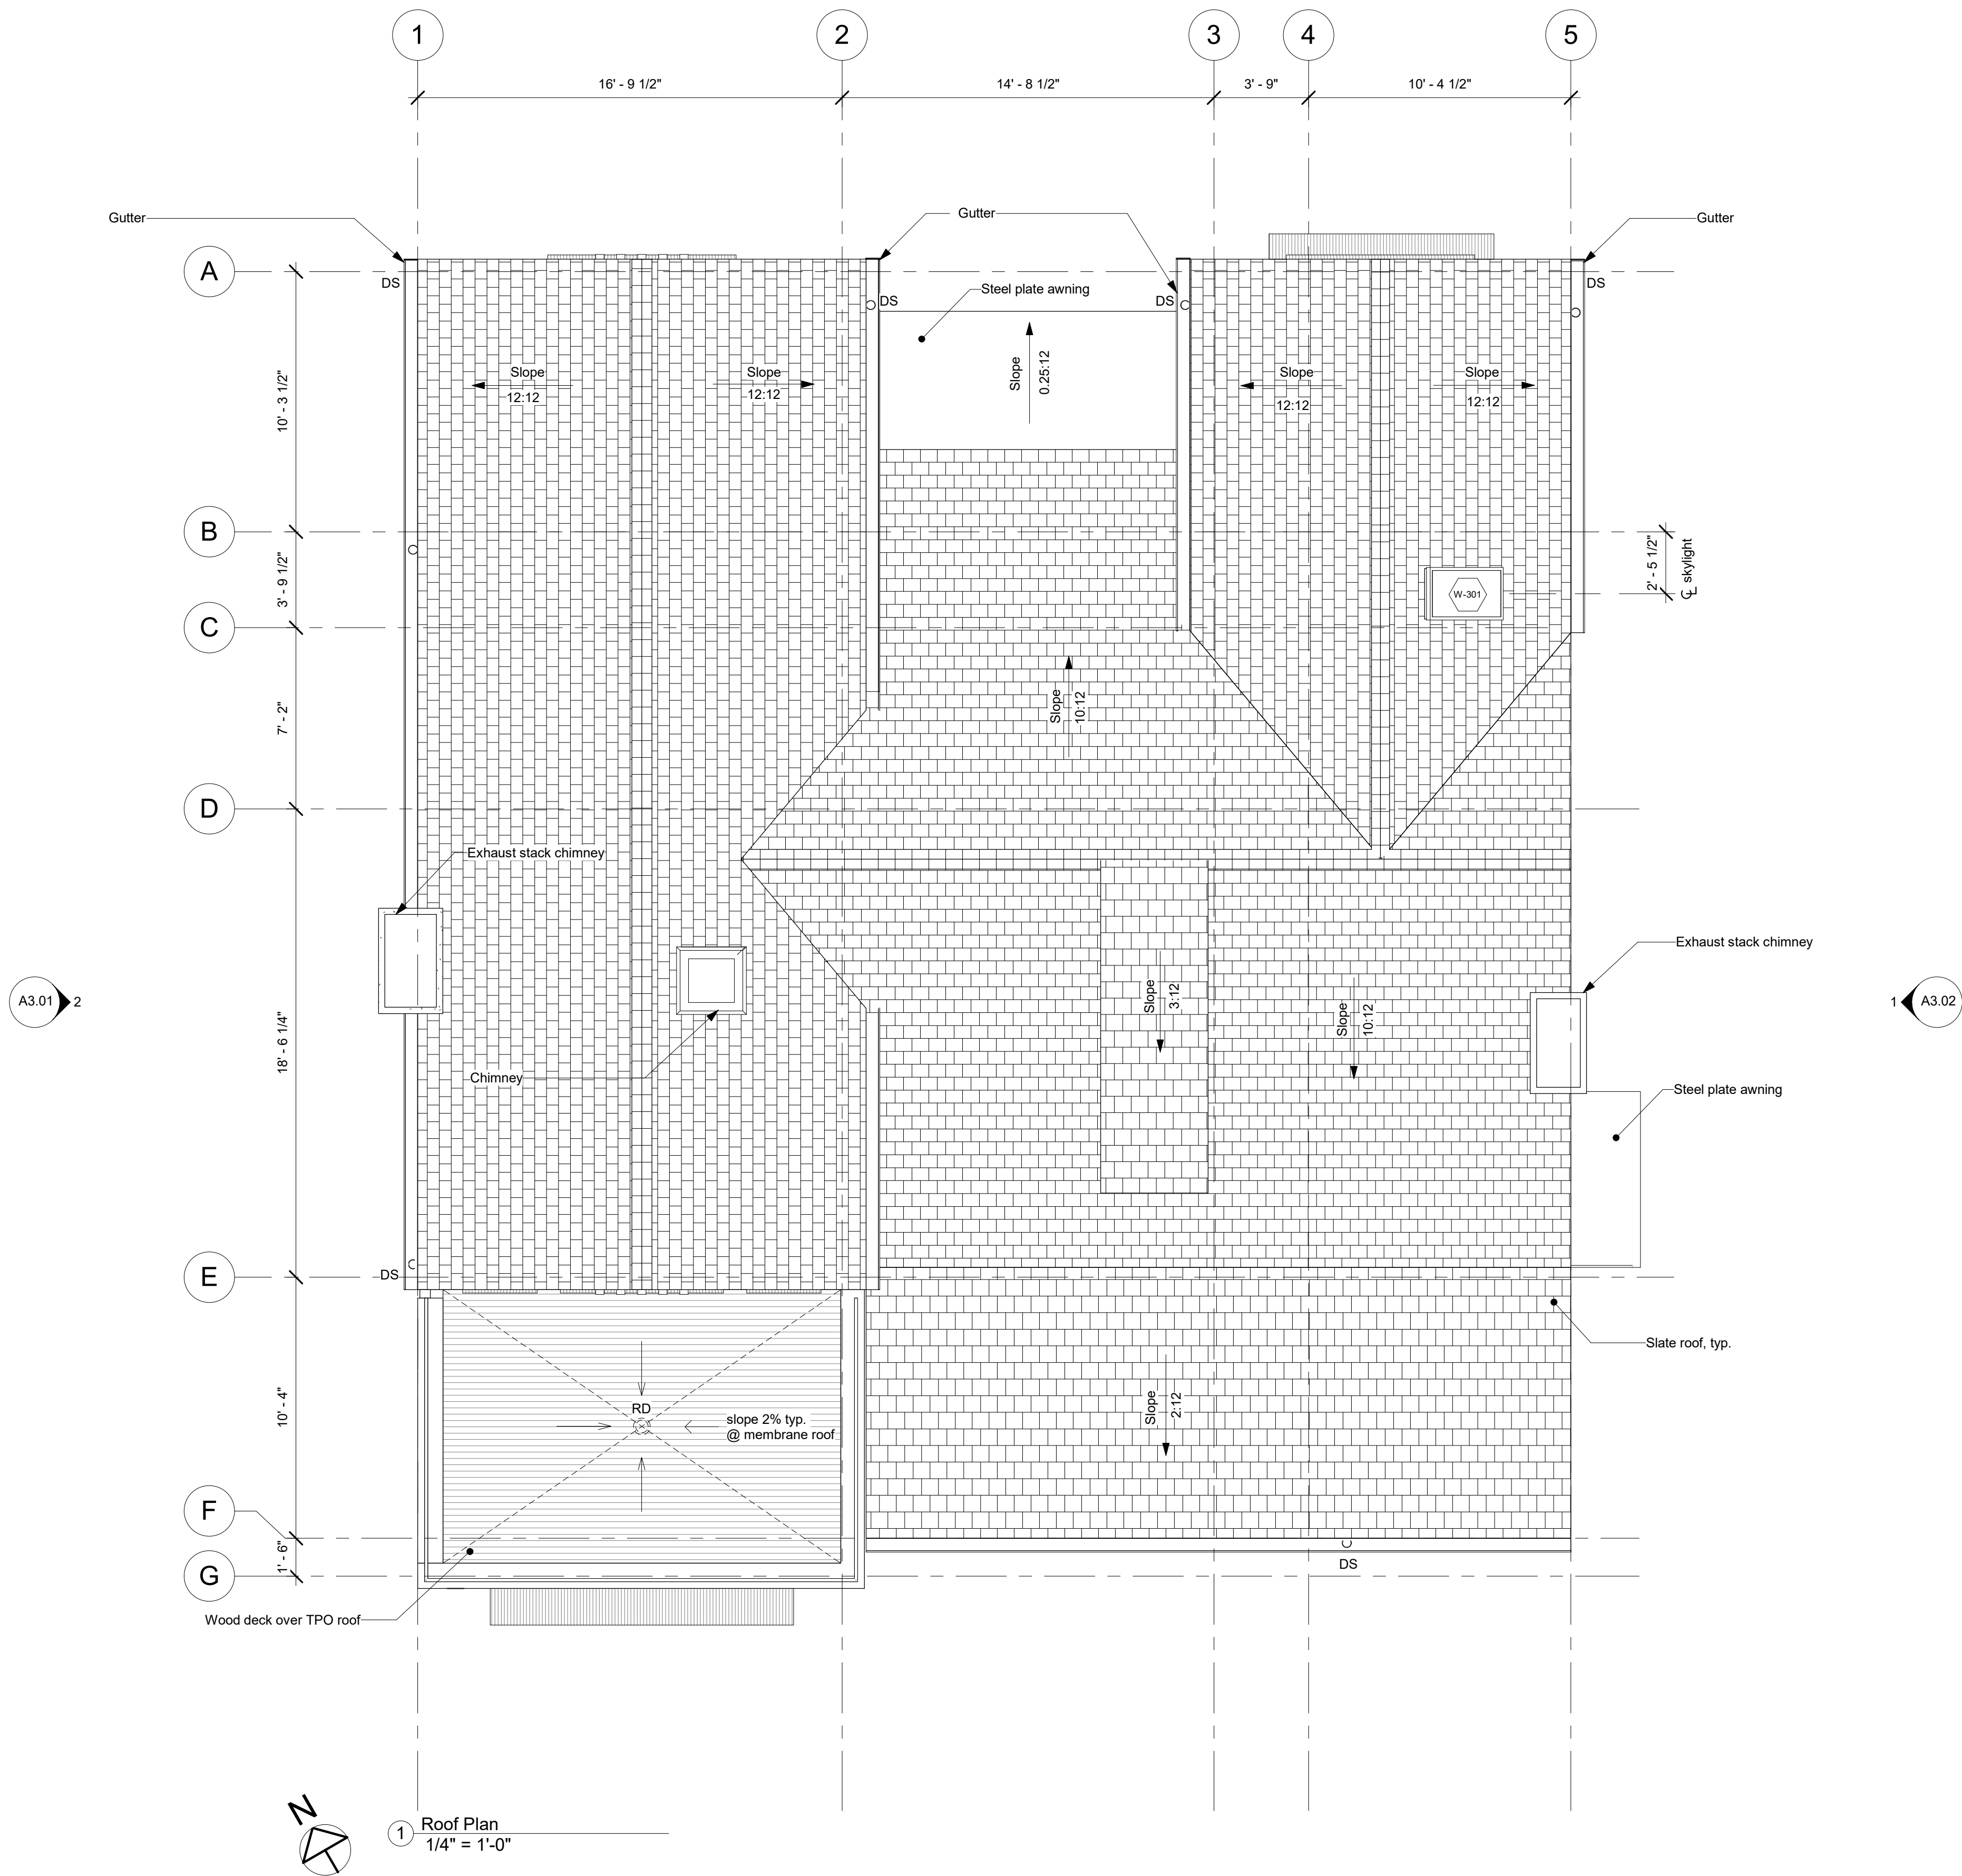 1 2 3 4 5
16' - 9 1/2" 14' - 8 1/2" 3' - 9" 10' - 4 1/2"
Gutter Gutter Gutter
A
DS DS DS DS
Steel plate awning
10' - 3 1/2"
Slope
12:12
Slope
12:12
Slope
0.25:12
Slope
12:12
Slope
12:12
B
3' - 9 1/2"
2' - 5 1/2"
℄ skylight
W-301
C
7' - 2"
Slope
10:12
D
Exhaust stack chimney
Exhaust stack chimney
A3.01 2
1 A3.02
18' - 6 1/4"
Slope
3:12
Slope
10:12
Chimney
Steel plate awning
E
DS
Slate roof, typ.
10' - 4"
RD
slope 2% typ.
@ membrane roof
Slope
2:12
F
1' - 6"
G
DS
Wood deck over TPO roof
N
1 Roof Plan
1/4" = 1'-0"